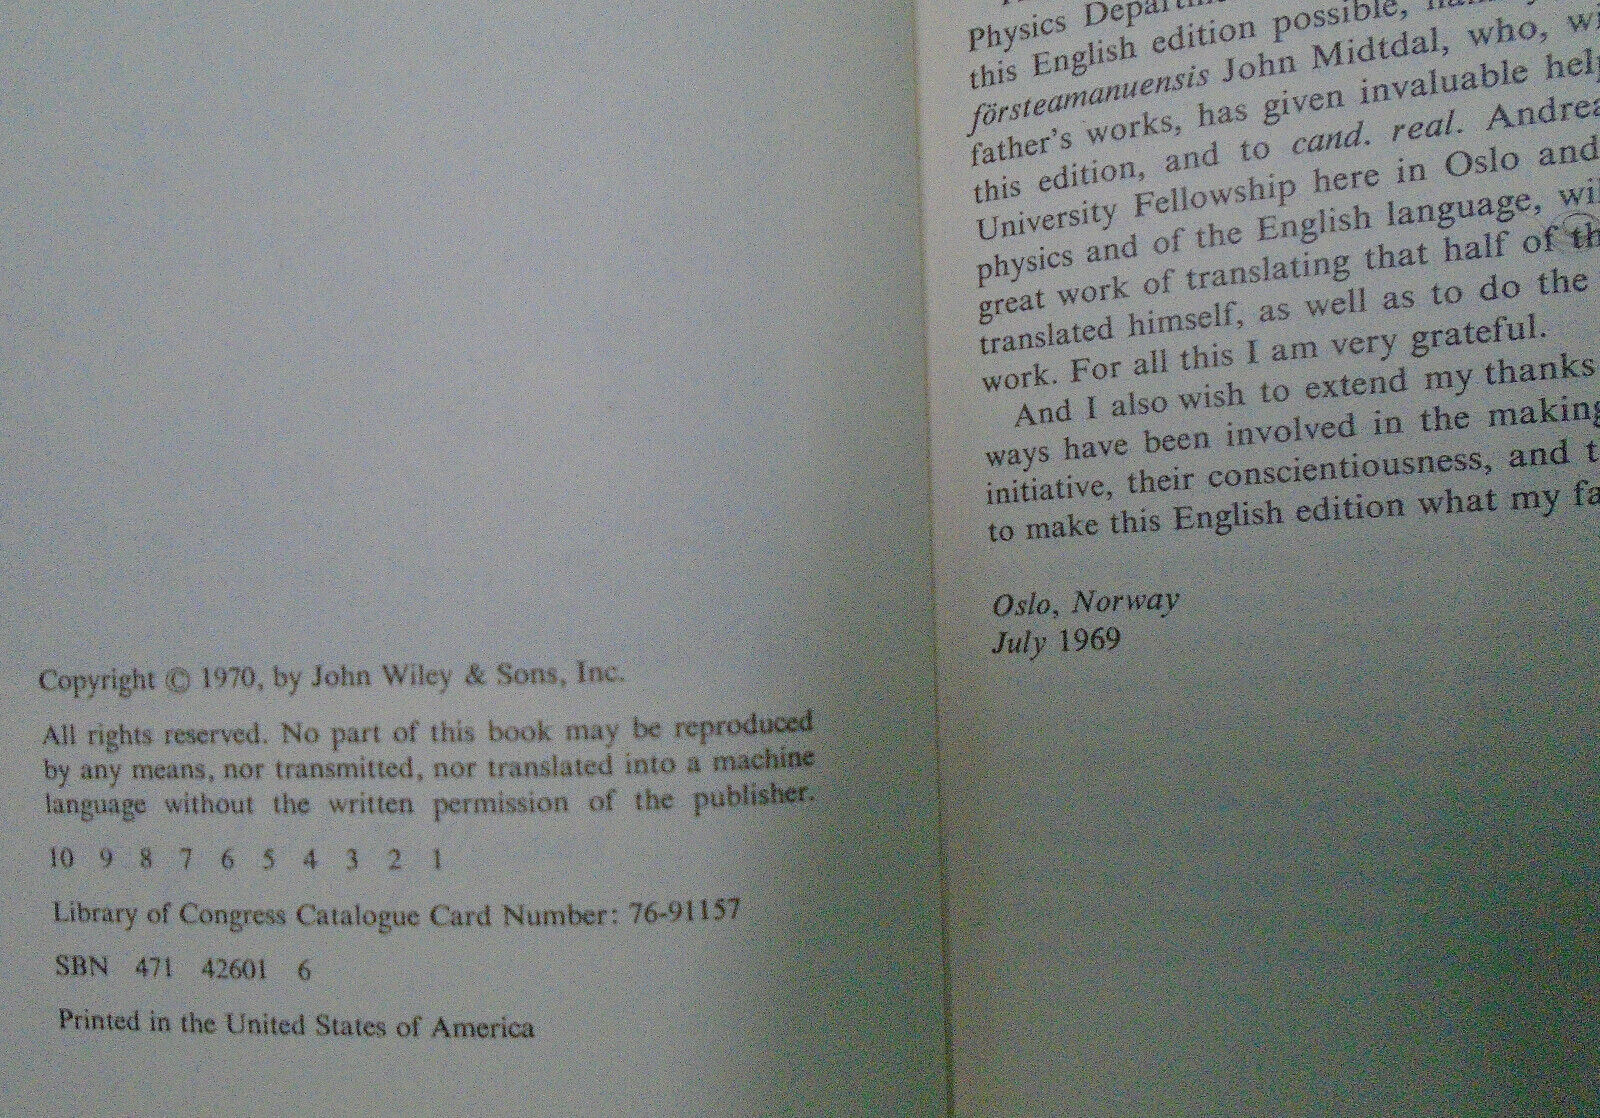 Copyright © 1970, by John Wiley & Sons, Inc.
All rights reserved. No part of this book may be reproduced
by any means, nor transmitted, nor translated into a machine
language without the written permission of the publisher.
10 9 8 7 6 5 4 3 2 1
Library of Congress Catalogue Card Number: 76-91157
SBN 471 42601 6
Printed in the United States of America
Physics
this English edition possible,
försteamanuensis John Midtdal, who,
father's works, has given invaluable
this edition, and to cand. real.
University Fellowship here in Oslo and
physics and of the English language,
great work of translating that half of
translated himself, as well as to do the
work. For all this I am very grateful.
And I also wish to extend my thanks
ways have been involved in the making
initiative, their conscientiousness, and
to make this English edition what my
Oslo, Norway
July 1969